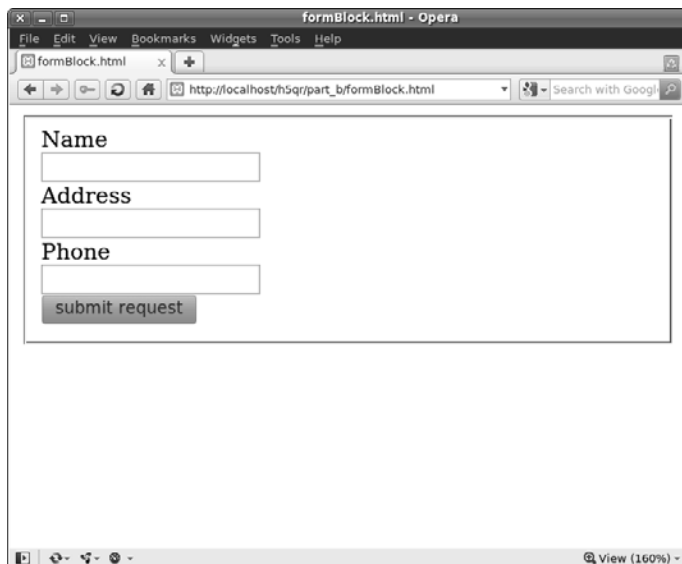 formBlock.html - Opera
File Edit View Bookmarks Widgets Tools Help
formBlock.html
http://localhost/h5qr/part_b/formBlock.html
Search with Googl
Name
Address
Phone
submit request
View (160%)